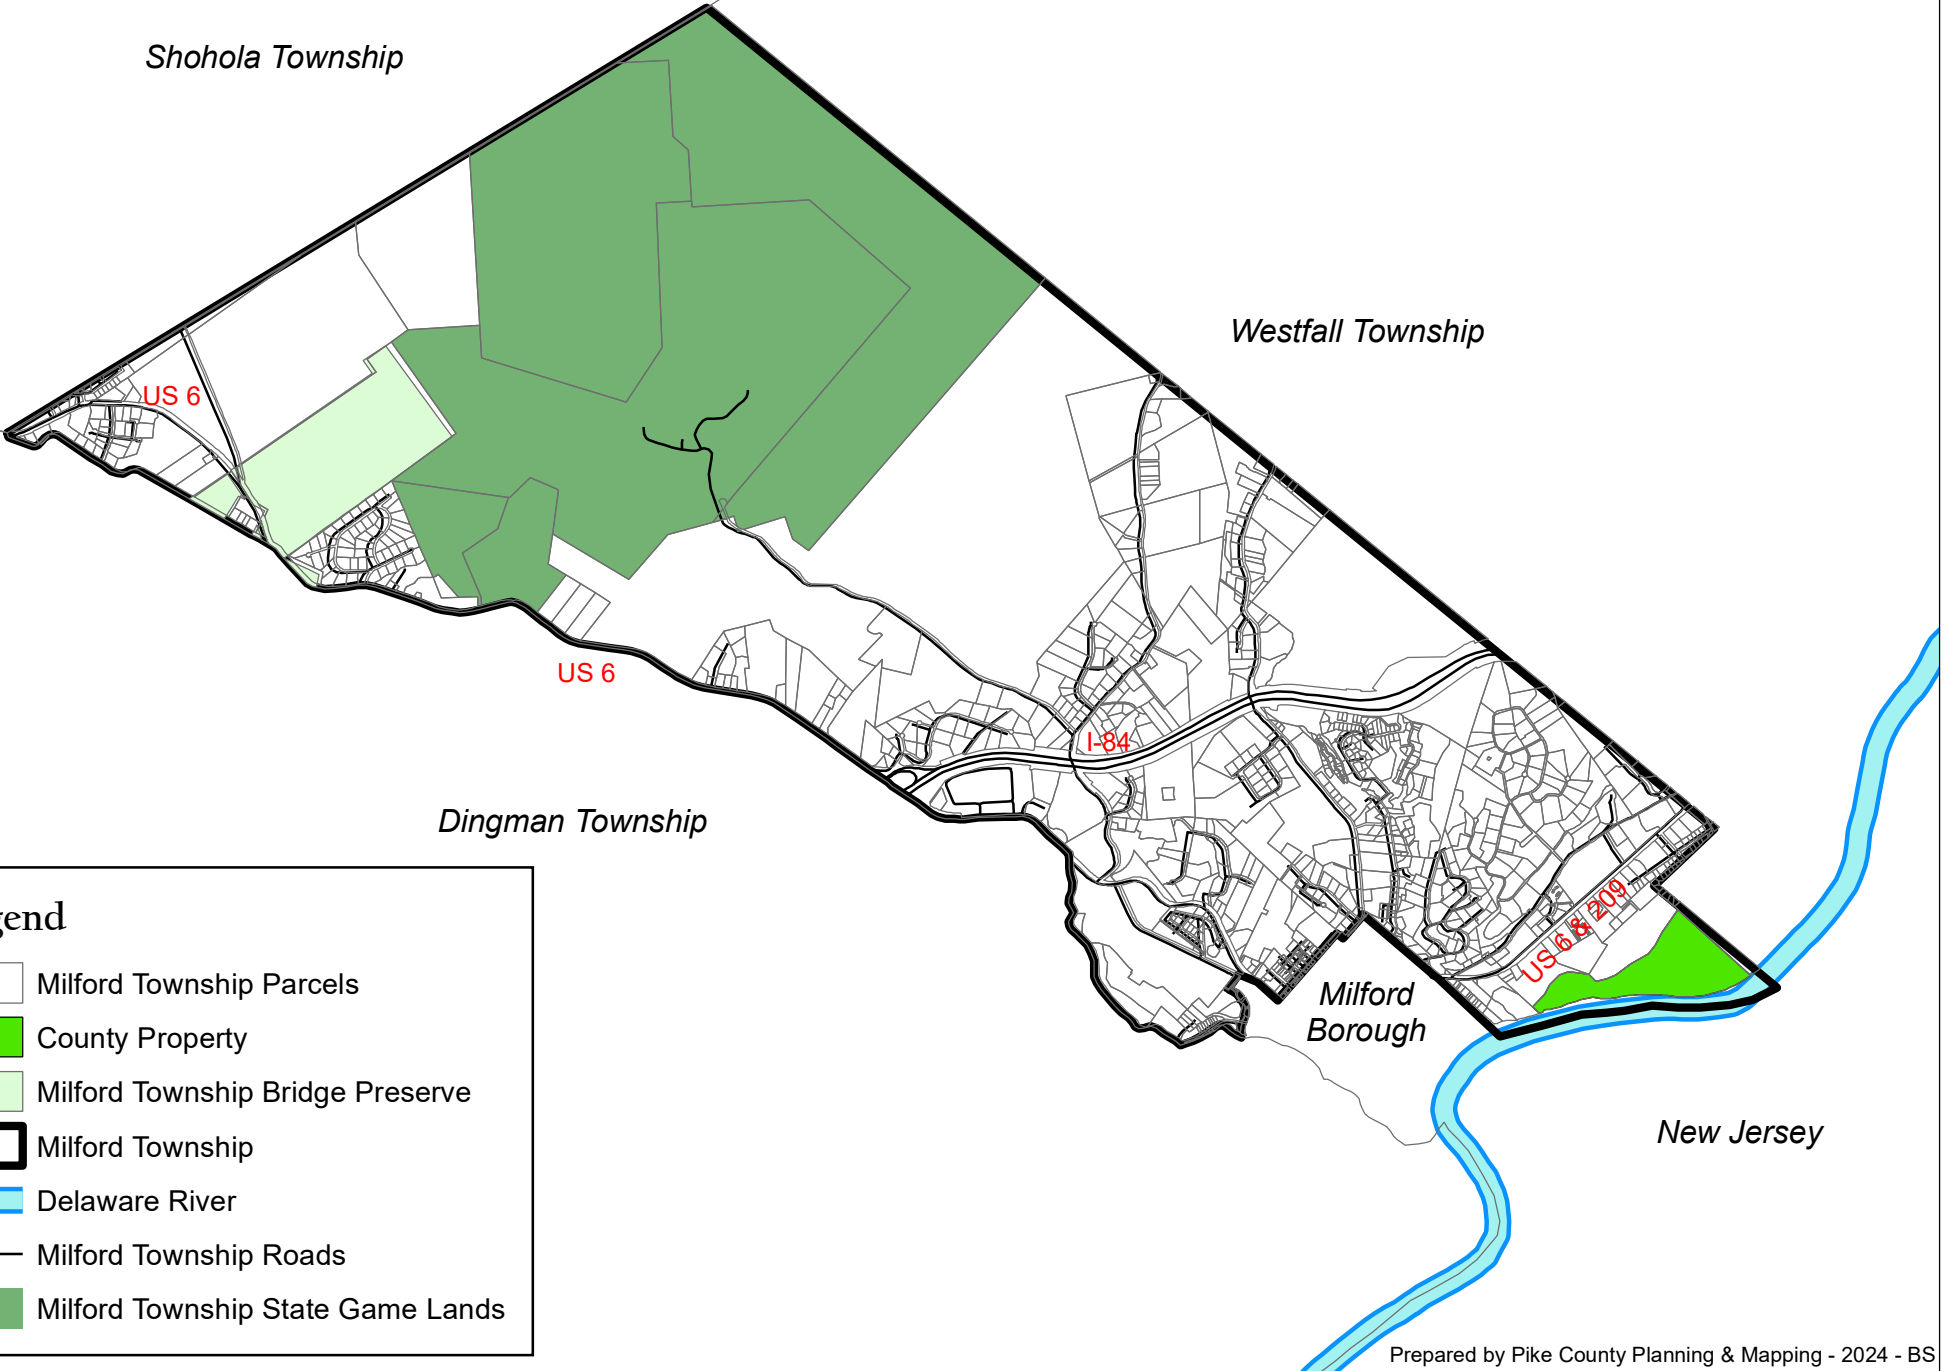 Shohola Township
US 6
Westfall Township
US 6
I-84
Dingman Township
US 6 & 209
Milford
Borough
New Jersey
gend
Milford Township Parcels
County Property
Milford Township Bridge Preserve
Milford Township
Delaware River
Milford Township Roads
Milford Township State Game Lands
Prepared by Pike County Planning & Mapping - 2024 - BS